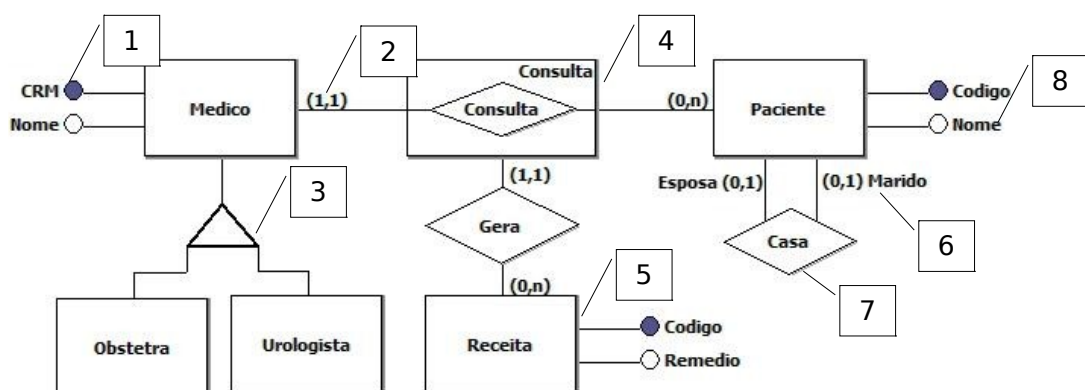 1
2
4
8
Consulta
CRM
Nome
Medico
(1,1)
Consulta
(0,n)
Paciente
Codigo
Nome
3
(1,1)
Esposa (0,1)
(0,1) Marido
Gera
Casa
6
5
7
(0,n)
Obstetra
Urologista
Receita
Codigo
Remedio